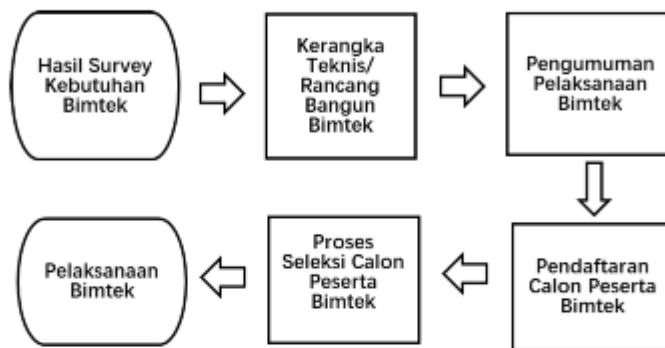 Hasil Survey
Kebutuhan
Bimtek
Kerangka
Teknis/
Rancang
Bangun
Bimtek
Pengumuman
Pelaksanaan
Bimtek
Pendaftaran
Calon Peserta
Bimtek
Proses
Seleksi Calon
Peserta
Bimtek
Pelaksanaan
Bimtek